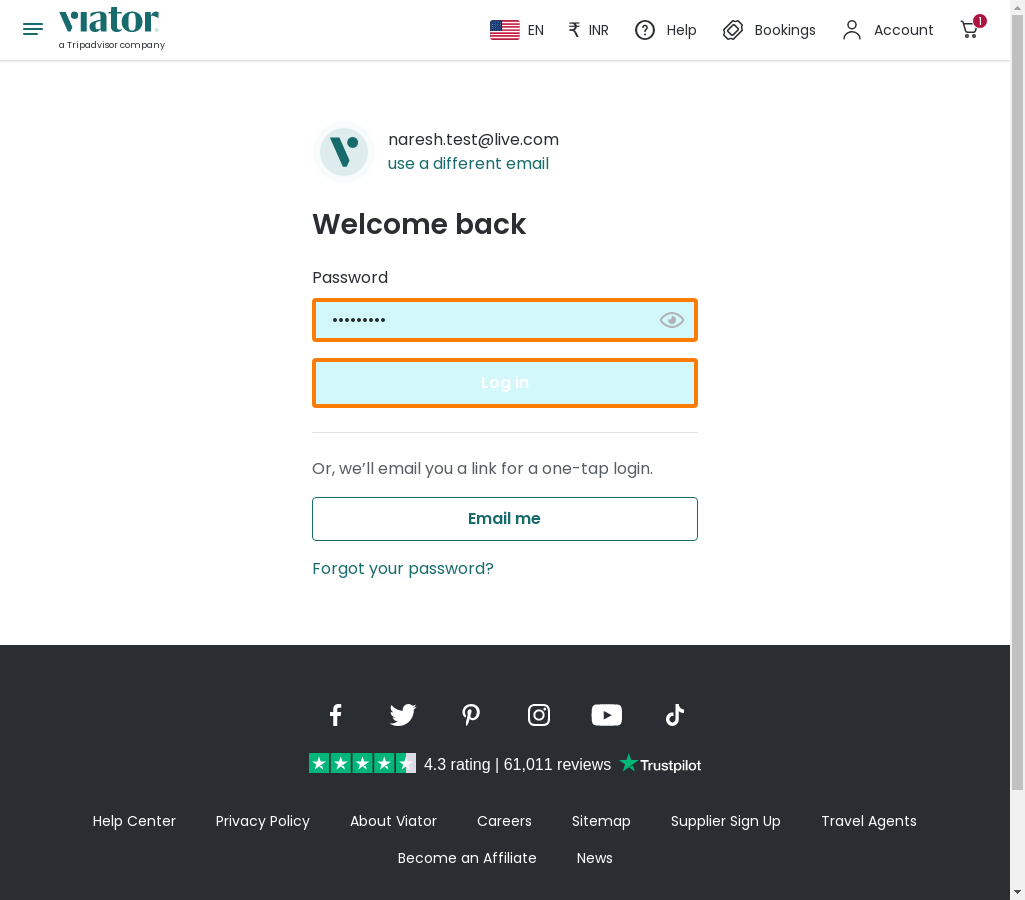 viator
a Tripadvisor company
EN
₹ INR
Help
Bookings
Account
1
naresh.test@live.com
use a different email
Welcome back
Password
•••••••••
Log in
Or, we’ll email you a link for a one-tap login.
Email me
Forgot your password?
4.3 rating | 61,011 reviews
Trustpilot
Help Center Privacy Policy About Viator Careers Sitemap Supplier Sign Up Travel Agents
Become an Affiliate News